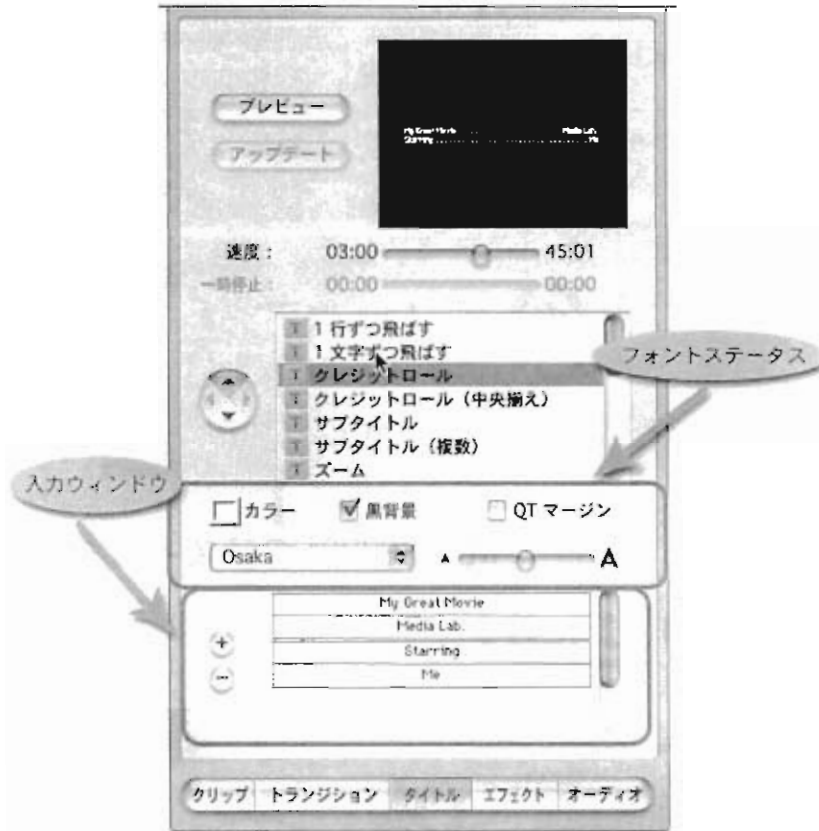 プレビュー
アップデート
My Great Movie Media Lab.
Starring Me
速度： 03:00 45:01
一時停止： 00:00 00:00
1 行ずつ飛ばす
1 文字ずつ飛ばす
クレジットロール
クレジットロール（中央揃え）
サブタイトル
サブタイトル（複数）
ズーム
フォントステータス
入力ウィンドウ
カラー 黒背景 QT マージン
Osaka A A
My Great Movie
Media Lab.
Starring
Me
クリップ トランジション タイトル エフェクト オーディオ